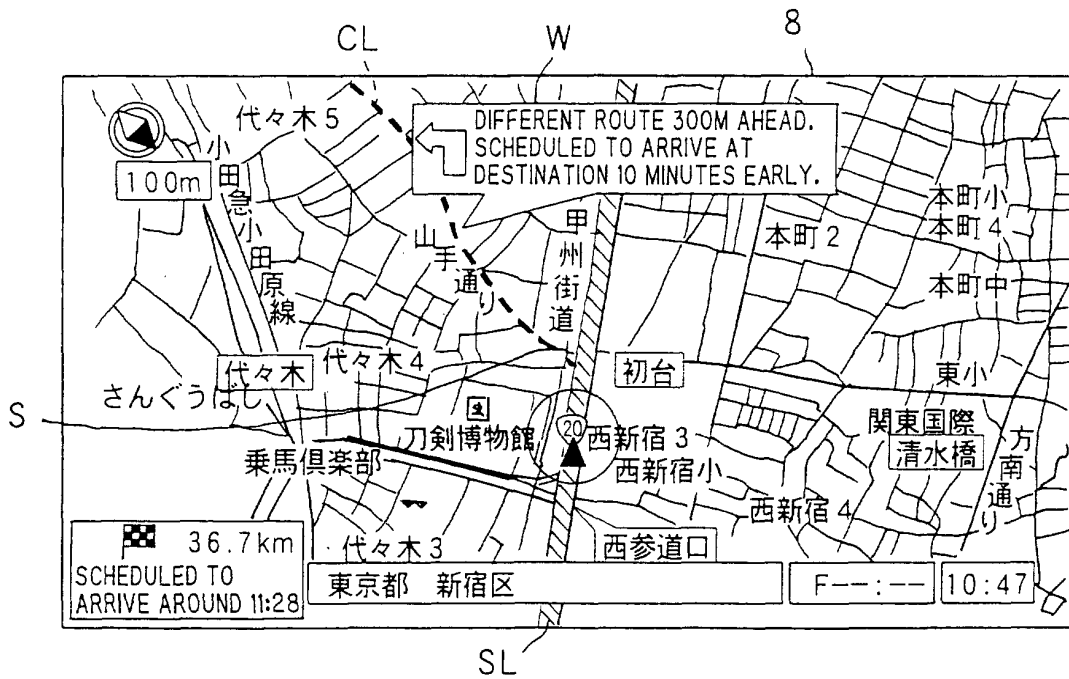 8
CL
W
代々木5
DIFFERENT ROUTE 300M AHEAD.
SCHEDULED TO ARRIVE AT
DESTINATION 10 MINUTES EARLY.
100m
小田急小田原線
山手通り
甲州街道
本町2
本町小
本町4
本町中
代々木
代々木4
初台
東小
さんぐうばし
S
刀剣博物館
20
西新宿3
関東国際
清水橋
方南通り
乗馬倶楽部
西新宿小
西新宿4
代々木3
西参道口
36.7km
SCHEDULED TO
ARRIVE AROUND 11:28
東京都 新宿区
F--:--
10:47
SL